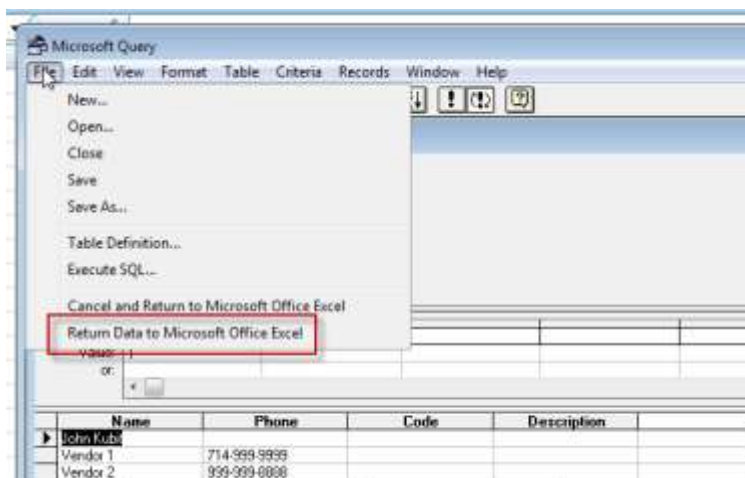 Microsoft Query
File Edit View Format Table Criteria Records Window Help
New...
Open...
Close
Save
Save As...
Table Definition...
Execute SQL...
Cancel and Return to Microsoft Office Excel
Return Data to Microsoft Office Excel
Value:
or:
Name Phone Code Description
John Kubit
Vendor 1 714-999-9999
Vendor 2 999-999-8888